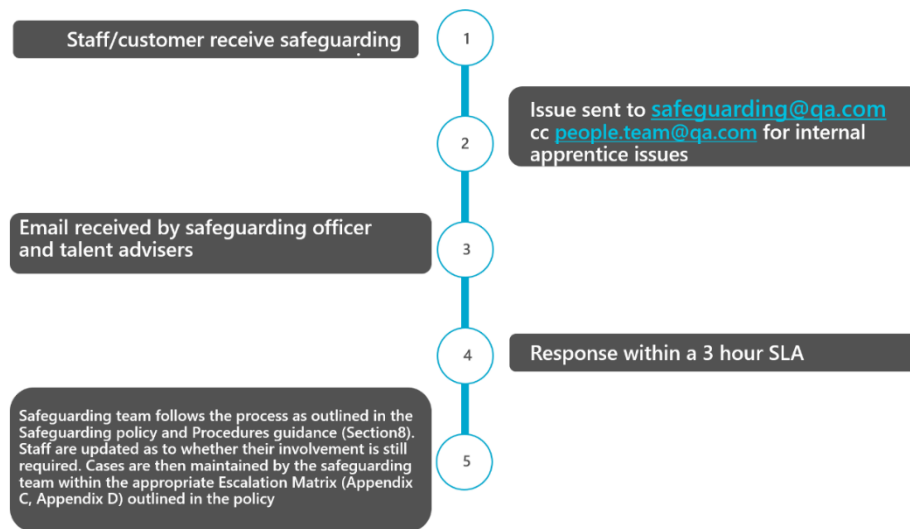 Staff/customer receive safeguarding
1
Issue sent to safeguarding@qa.com
cc people.team@qa.com for internal
apprentice issues
2
Email received by safeguarding officer
and talent advisers
3
4
Response within a 3 hour SLA
Safeguarding team follows the process as outlined in the
Safeguarding policy and Procedures guidance (Section8).
Staff are updated as to whether their involvement is still
required. Cases are then maintained by the safeguarding
team within the appropriate Escalation Matrix (Appendix
C, Appendix D) outlined in the policy
5